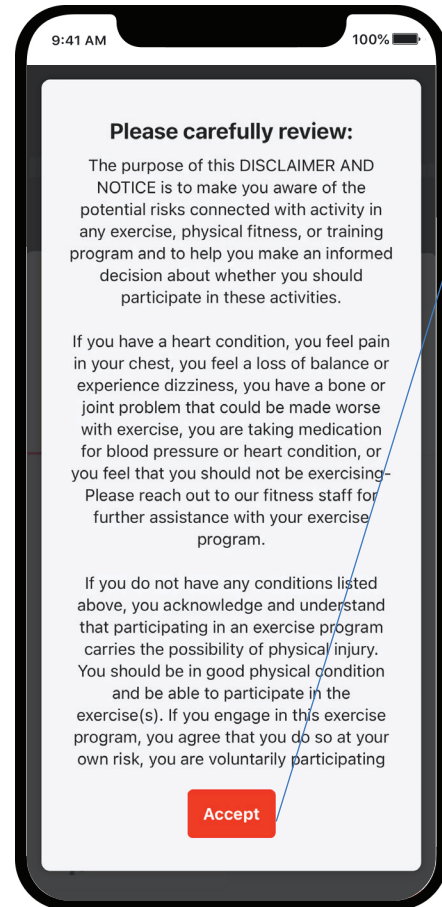 9:41 AM 100%
Please carefully review:
The purpose of this DISCLAIMER AND
NOTICE is to make you aware of the
potential risks connected with activity in
any exercise, physical fitness, or training
program and to help you make an informed
decision about whether you should
participate in these activities.
If you have a heart condition, you feel pain
in your chest, you feel a loss of balance or
experience dizziness, you have a bone or
joint problem that could be made worse
with exercise, you are taking medication
for blood pressure or heart condition, or
you feel that you should not be exercising-
Please reach out to our fitness staff for
further assistance with your exercise
program.
If you do not have any conditions listed
above, you acknowledge and understand
that participating in an exercise program
carries the possibility of physical injury.
You should be in good physical condition
and be able to participate in the
exercise(s). If you engage in this exercise
program, you agree that you do so at your
own risk, you are voluntarily participating
Accept